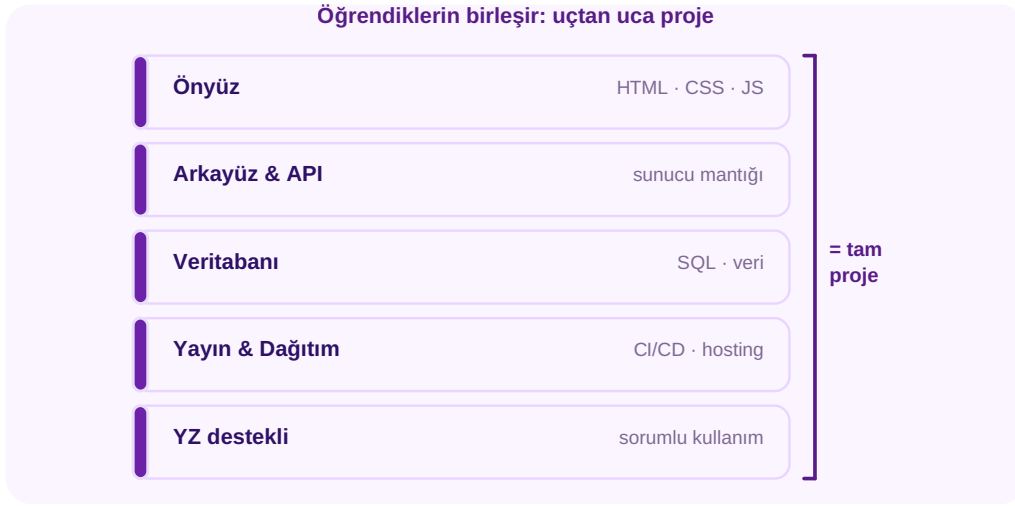 Öğrendiklerin birleşir: uçtan uca proje
Önyüz HTML · CSS · JS
Arkayüz & API sunucu mantığı
Veritabanı SQL · veri
= tam
proje
Yayın & Dağıtım CI/CD · hosting
YZ destekli sorumlu kullanım